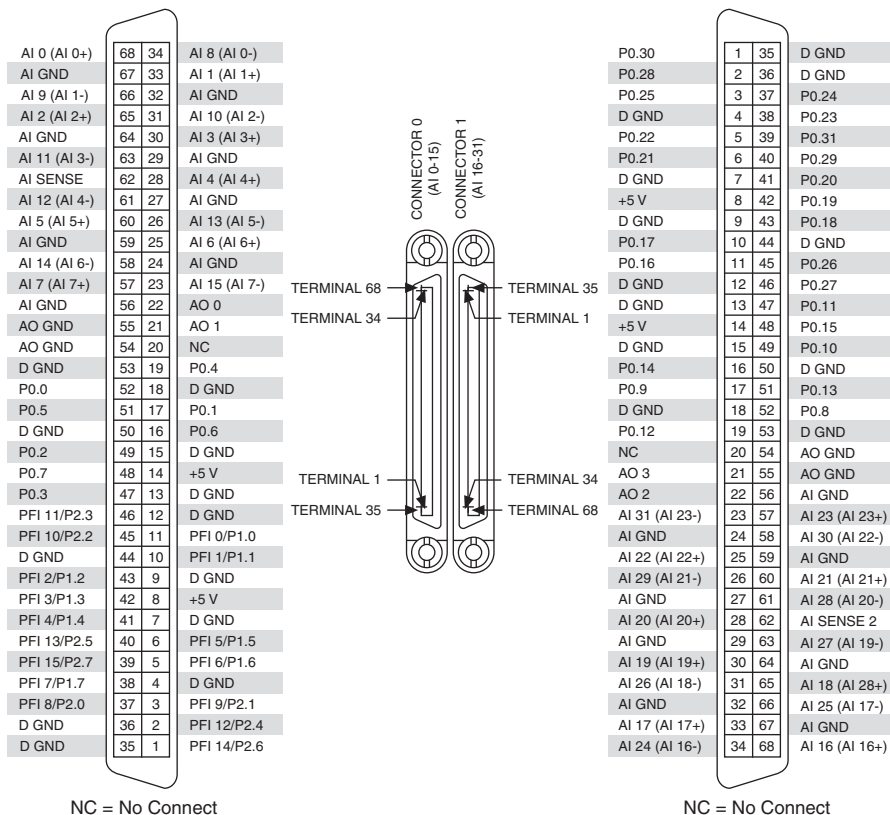 AI 0 (AI 0+) 68 34 AI 8 (AI 0-)
AI GND 67 33 AI 1 (AI 1+)
AI 9 (AI 1-) 66 32 AI GND
AI 2 (AI 2+) 65 31 AI 10 (AI 2-)
AI GND 64 30 AI 3 (AI 3+)
AI 11 (AI 3-) 63 29 AI GND
AI SENSE 62 28 AI 4 (AI 4+)
AI 12 (AI 4-) 61 27 AI GND
AI 5 (AI 5+) 60 26 AI 13 (AI 5-)
AI GND 59 25 AI 6 (AI 6+)
AI 14 (AI 6-) 58 24 AI GND
AI 7 (AI 7+) 57 23 AI 15 (AI 7-)
AI GND 56 22 AO 0
AO GND 55 21 AO 1
AO GND 54 20 NC
D GND 53 19 P0.4
P0.0 52 18 D GND
P0.5 51 17 P0.1
D GND 50 16 P0.6
P0.2 49 15 D GND
P0.7 48 14 +5 V
P0.3 47 13 D GND
PFI 11/P2.3 46 12 D GND
PFI 10/P2.2 45 11 PFI 0/P1.0
D GND 44 10 PFI 1/P1.1
PFI 2/P1.2 43 9 D GND
PFI 3/P1.3 42 8 +5 V
PFI 4/P1.4 41 7 D GND
PFI 13/P2.5 40 6 PFI 5/P1.5
PFI 15/P2.7 39 5 PFI 6/P1.6
PFI 7/P1.7 38 4 D GND
PFI 8/P2.0 37 3 PFI 9/P2.1
D GND 36 2 PFI 12/P2.4
D GND 35 1 PFI 14/P2.6
NC = No Connect
CONNECTOR 0
(AI 0-15)
CONNECTOR 1
(AI 16-31)
TERMINAL 68
TERMINAL 34
TERMINAL 35
TERMINAL 1
TERMINAL 1
TERMINAL 35
TERMINAL 34
TERMINAL 68
P0.30 1 35 D GND
P0.28 2 36 D GND
P0.25 3 37 P0.24
D GND 4 38 P0.23
P0.22 5 39 P0.31
P0.21 6 40 P0.29
D GND 7 41 P0.20
+5 V 8 42 P0.19
D GND 9 43 P0.18
P0.17 10 44 D GND
P0.16 11 45 P0.26
D GND 12 46 P0.27
D GND 13 47 P0.11
+5 V 14 48 P0.15
D GND 15 49 P0.10
P0.14 16 50 D GND
P0.9 17 51 P0.13
D GND 18 52 P0.8
P0.12 19 53 D GND
NC 20 54 AO GND
AO 3 21 55 AO GND
AO 2 22 56 AI GND
AI 31 (AI 23-) 23 57 AI 23 (AI 23+)
AI GND 24 58 AI 30 (AI 22-)
AI 22 (AI 22+) 25 59 AI GND
AI 29 (AI 21-) 26 60 AI 21 (AI 21+)
AI GND 27 61 AI 28 (AI 20-)
AI 20 (AI 20+) 28 62 AI SENSE 2
AI GND 29 63 AI 27 (AI 19-)
AI 19 (AI 19+) 30 64 AI GND
AI 26 (AI 18-) 31 65 AI 18 (AI 28+)
AI GND 32 66 AI 25 (AI 17-)
AI 17 (AI 17+) 33 67 AI GND
AI 24 (AI 16-) 34 68 AI 16 (AI 16+)
NC = No Connect